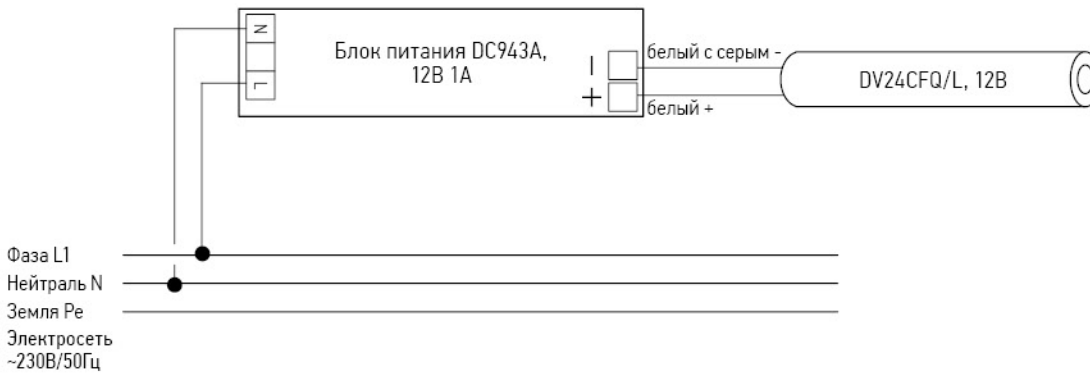 N
L
Блок питания DC943A,
12В 1А
–
+
белый с серым -
белый +
DV24CFQ/L, 12В
Фаза L1
Нейтраль N
Земля Pe
Электросеть
~230В/50Гц